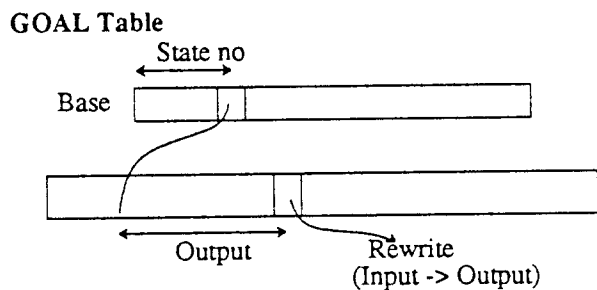 GOAL Table
State no
Base
Output
Rewrite
(Input -> Output)